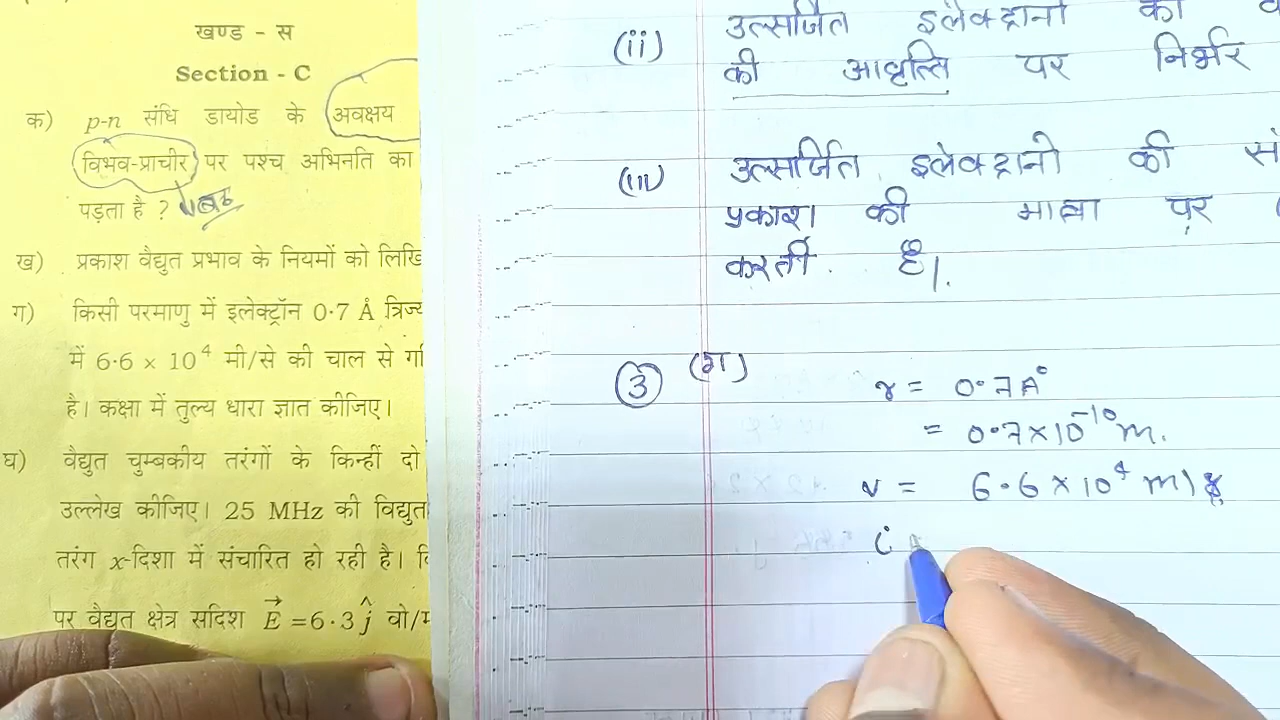 खण्ड - स
Section - C
क) p-n संधि डायोड के अवक्षय
विभव-प्राचीर पर पश्च अभिनति का
पड़ता है ?
ख) प्रकाश वैद्युत प्रभाव के नियमों को
ग) किसी परमाणु में इलेक्ट्रॉन 0·7 Å
में 6·6 × 10⁴ मी/से की चाल से
है। कक्षा में तुल्य धारा ज्ञात कीजिए।
घ) वैद्युत चुम्बकीय तरंगों के किन्हीं दो
उल्लेख कीजिए। 25 MHz की विद्युत
तरंग x-दिशा में संचारित हो रही है।
पर वैद्युत क्षेत्र सदिश E⃗ =6·3 ĵ
(ii) उत्सर्जित इलेक्ट्रानों
की आवृत्ति पर निर्भर
(iii) उत्सर्जित इलेक्ट्रानो की
प्रकाश की मात्रा पर
करती है।
③ (ग) r = 0·7A°
= 0·7×10⁻¹⁰ m.
v = 6·6×10⁴ m/s
i